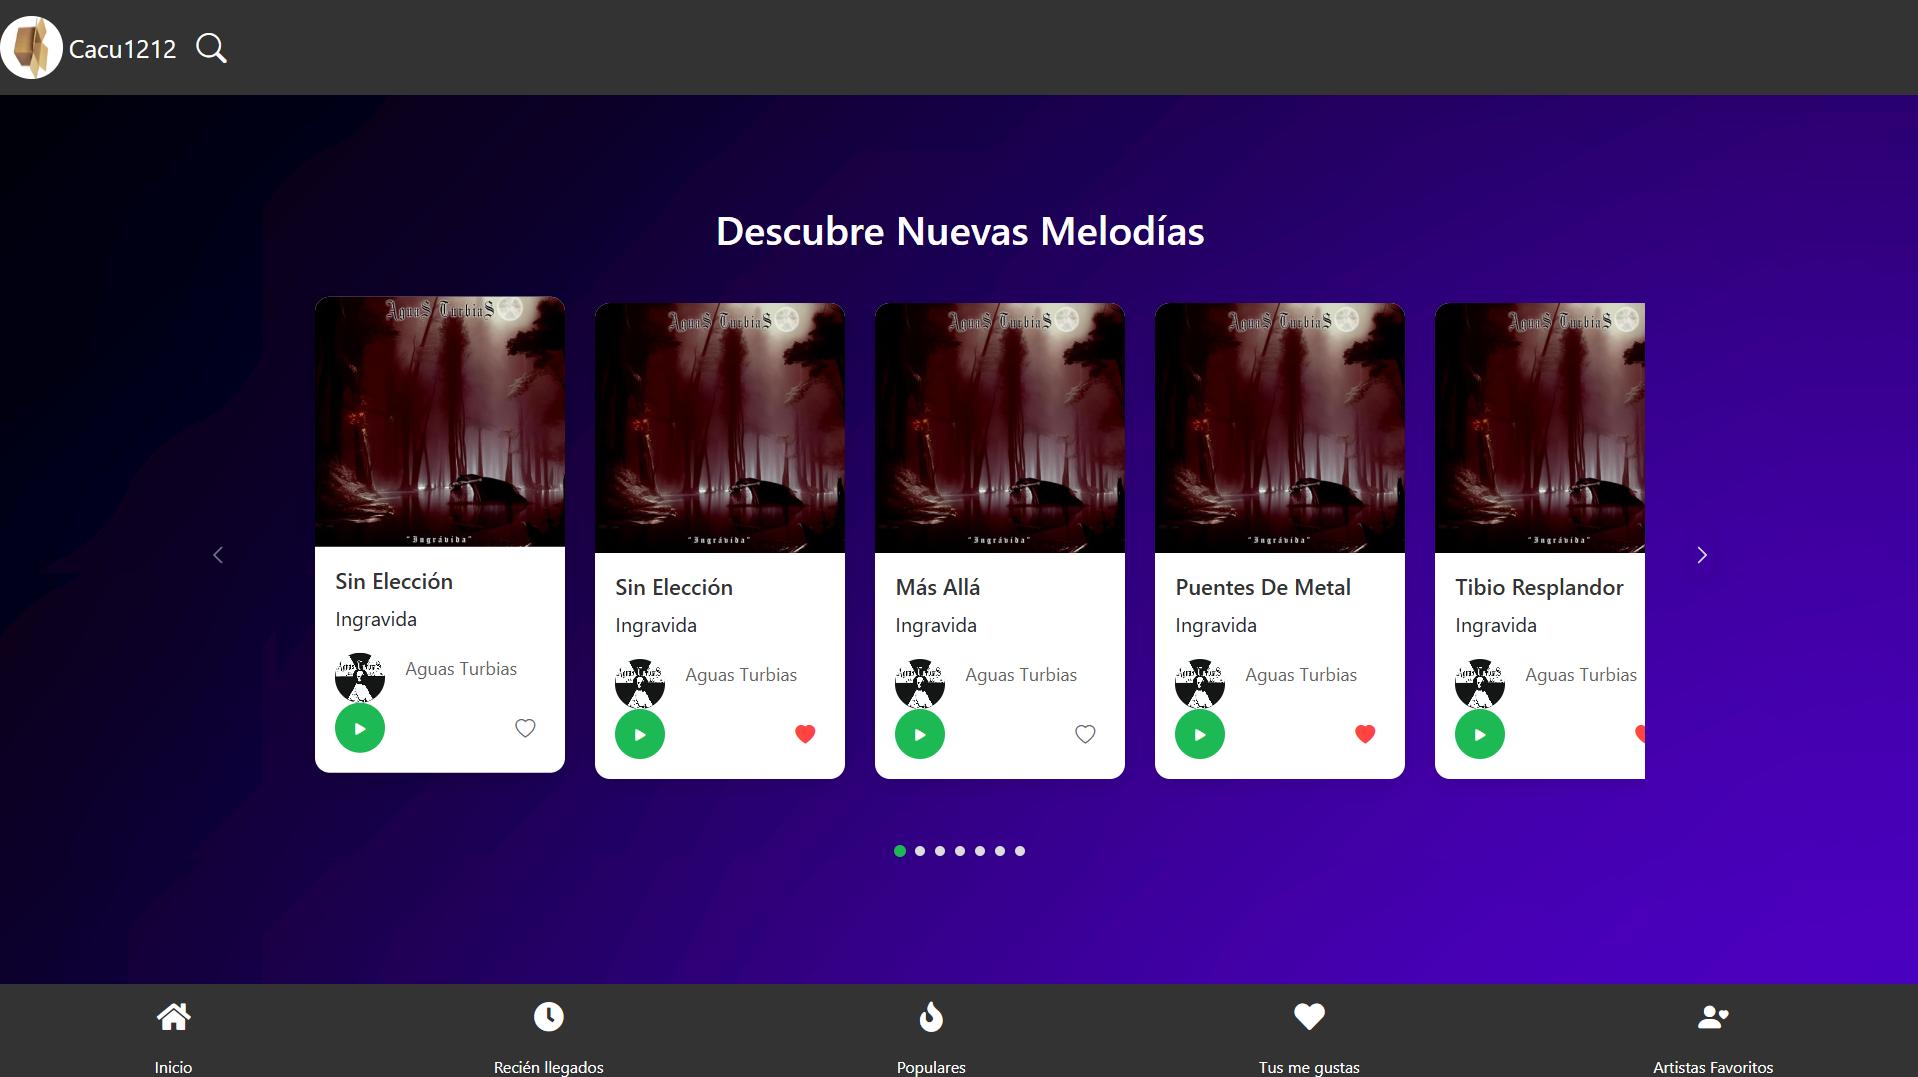 Cacu1212
Descubre Nuevas Melodías
AguaS TurbiaS
"Ingrávida"
Sin Elección
Ingravida
Aguas Turbias
AguaS TurbiaS
"Ingrávida"
Sin Elección
Ingravida
Aguas Turbias
AguaS TurbiaS
"Ingrávida"
Más Allá
Ingravida
Aguas Turbias
AguaS TurbiaS
"Ingrávida"
Puentes De Metal
Ingravida
Aguas Turbias
AguaS TurbiaS
"Ingrávida"
Tibio Resplandor
Ingravida
Aguas Turbias
Inicio
Recién llegados
Populares
Tus me gustas
Artistas Favoritos